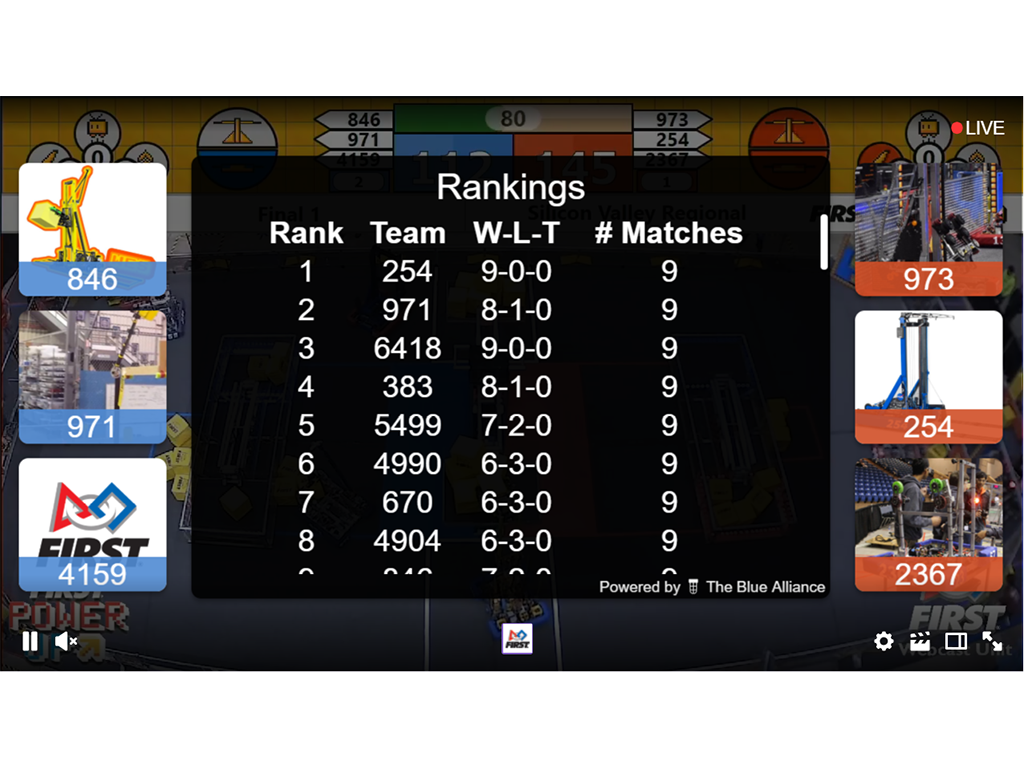 846 80 973
LIVE
971 254
4159 112 145 2367
2 1
Rankings
Final 1 Silicon Valley Regional FIRST
Rank Team W-L-T # Matches
1 254 9-0-0 9
2 971 8-1-0 9
3 6418 9-0-0 9
4 383 8-1-0 9
5 5499 7-2-0 9
6 4990 6-3-0 9
7 670 6-3-0 9
8 4904 6-3-0 9
Powered by The Blue Alliance
846
971
FIRST
4159
973
254
2367
FIRST
POWER
UP
FIRST
FIRST
Webcast Unit
0
0